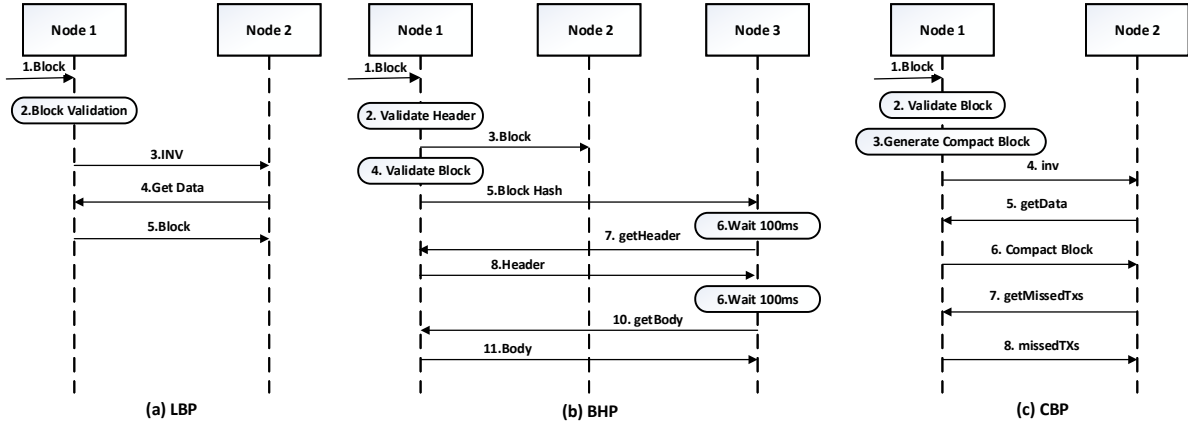 Node 1
Node 2
1.Block
2.Block Validation
3.INV
4.Get Data
5.Block
(a) LBP
Node 1
Node 2
Node 3
1.Block
2. Validate Header
3.Block
4. Validate Block
5.Block Hash
6.Wait 100ms
7. getHeader
8.Header
6.Wait 100ms
10. getBody
11.Body
(b) BHP
Node 1
Node 2
1.Block
2. Validate Block
3.Generate Compact Block
4. inv
5. getData
6. Compact Block
7. getMissedTxs
8. missedTXs
(c) CBP